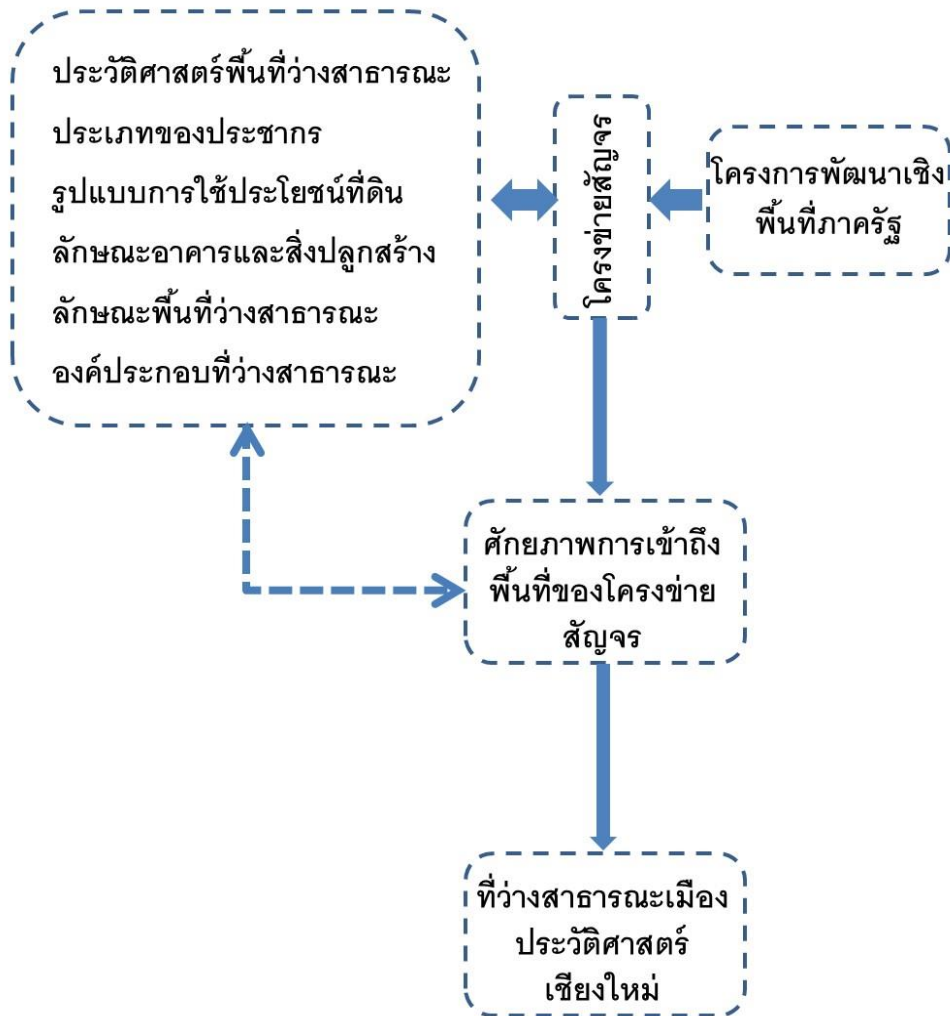 ประวัติศาสตร์พื้นที่ว่างสาธารณะ
ประเภทของประชากร
รูปแบบการใช้ประโยชน์ที่ดิน
ลักษณะอาคารและสิ่งปลูกสร้าง
ลักษณะพื้นที่ว่างสาธารณะ
องค์ประกอบที่ว่างสาธารณะ
โครงข่ายสัญจร
โครงการพัฒนาเชิง
พื้นที่ภาครัฐ
ศักยภาพการเข้าถึง
พื้นที่ของโครงข่าย
สัญจร
ที่ว่างสาธารณะเมือง
ประวัติศาสตร์
เชียงใหม่